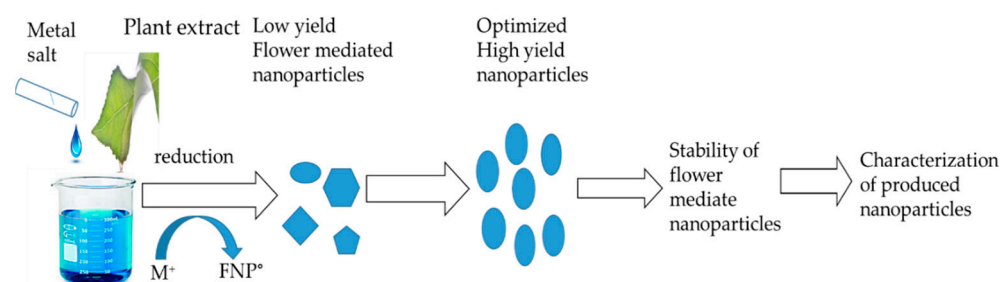 Metal
salt
Plant extract
Low yield
Flower mediated
nanoparticles
Optimized
High yield
nanoparticles
reduction
M⁺
FNP°
Stability of
flower
mediate
nanoparticles
Characterization
of produced
nanoparticles